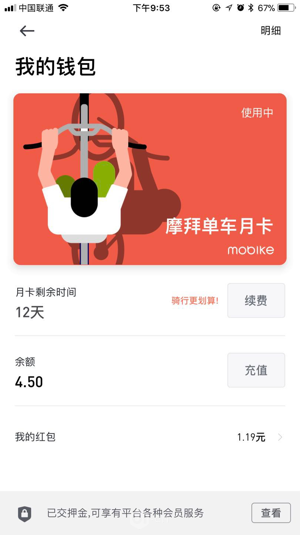 中国联通 下午9:53 67%
明细
我的钱包
使用中
摩拜单车月卡
mobike
月卡剩余时间
12天
骑行更划算!
续费
余额
4.50
充值
我的红包 1.19元
已交押金,可享有平台各种会员服务
查看